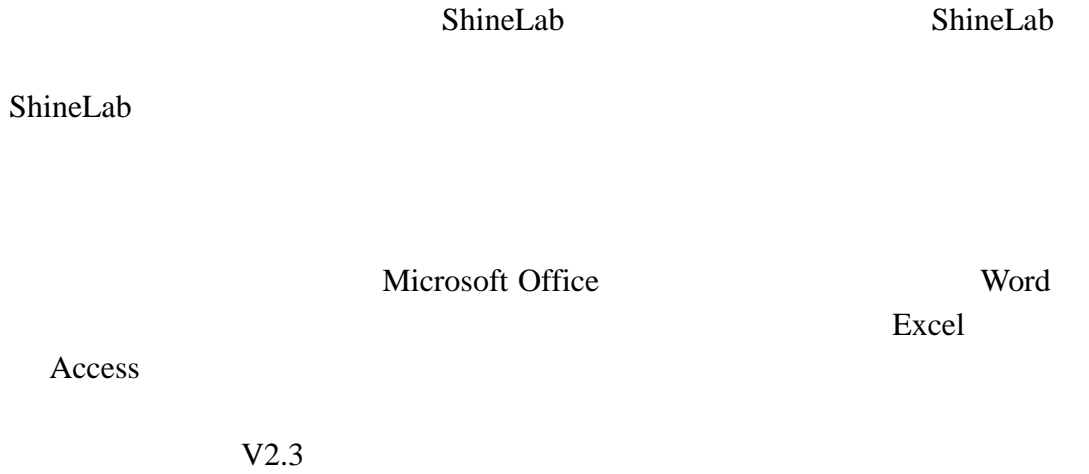 ShineLab ShineLab
ShineLab
Microsoft Office Word
Excel
Access
V2.3